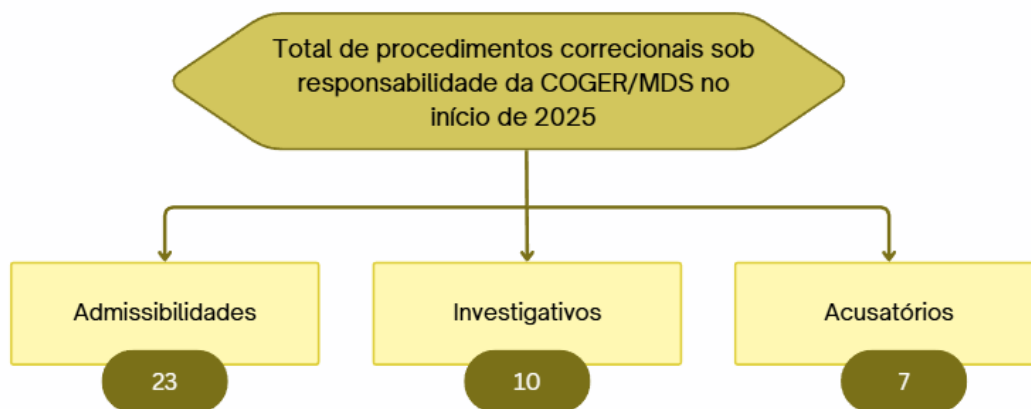 Total de procedimentos correcionais sob
responsabilidade da COGER/MDS no
início de 2025
Admissibilidades
Investigativos
Acusatórios
23
10
7